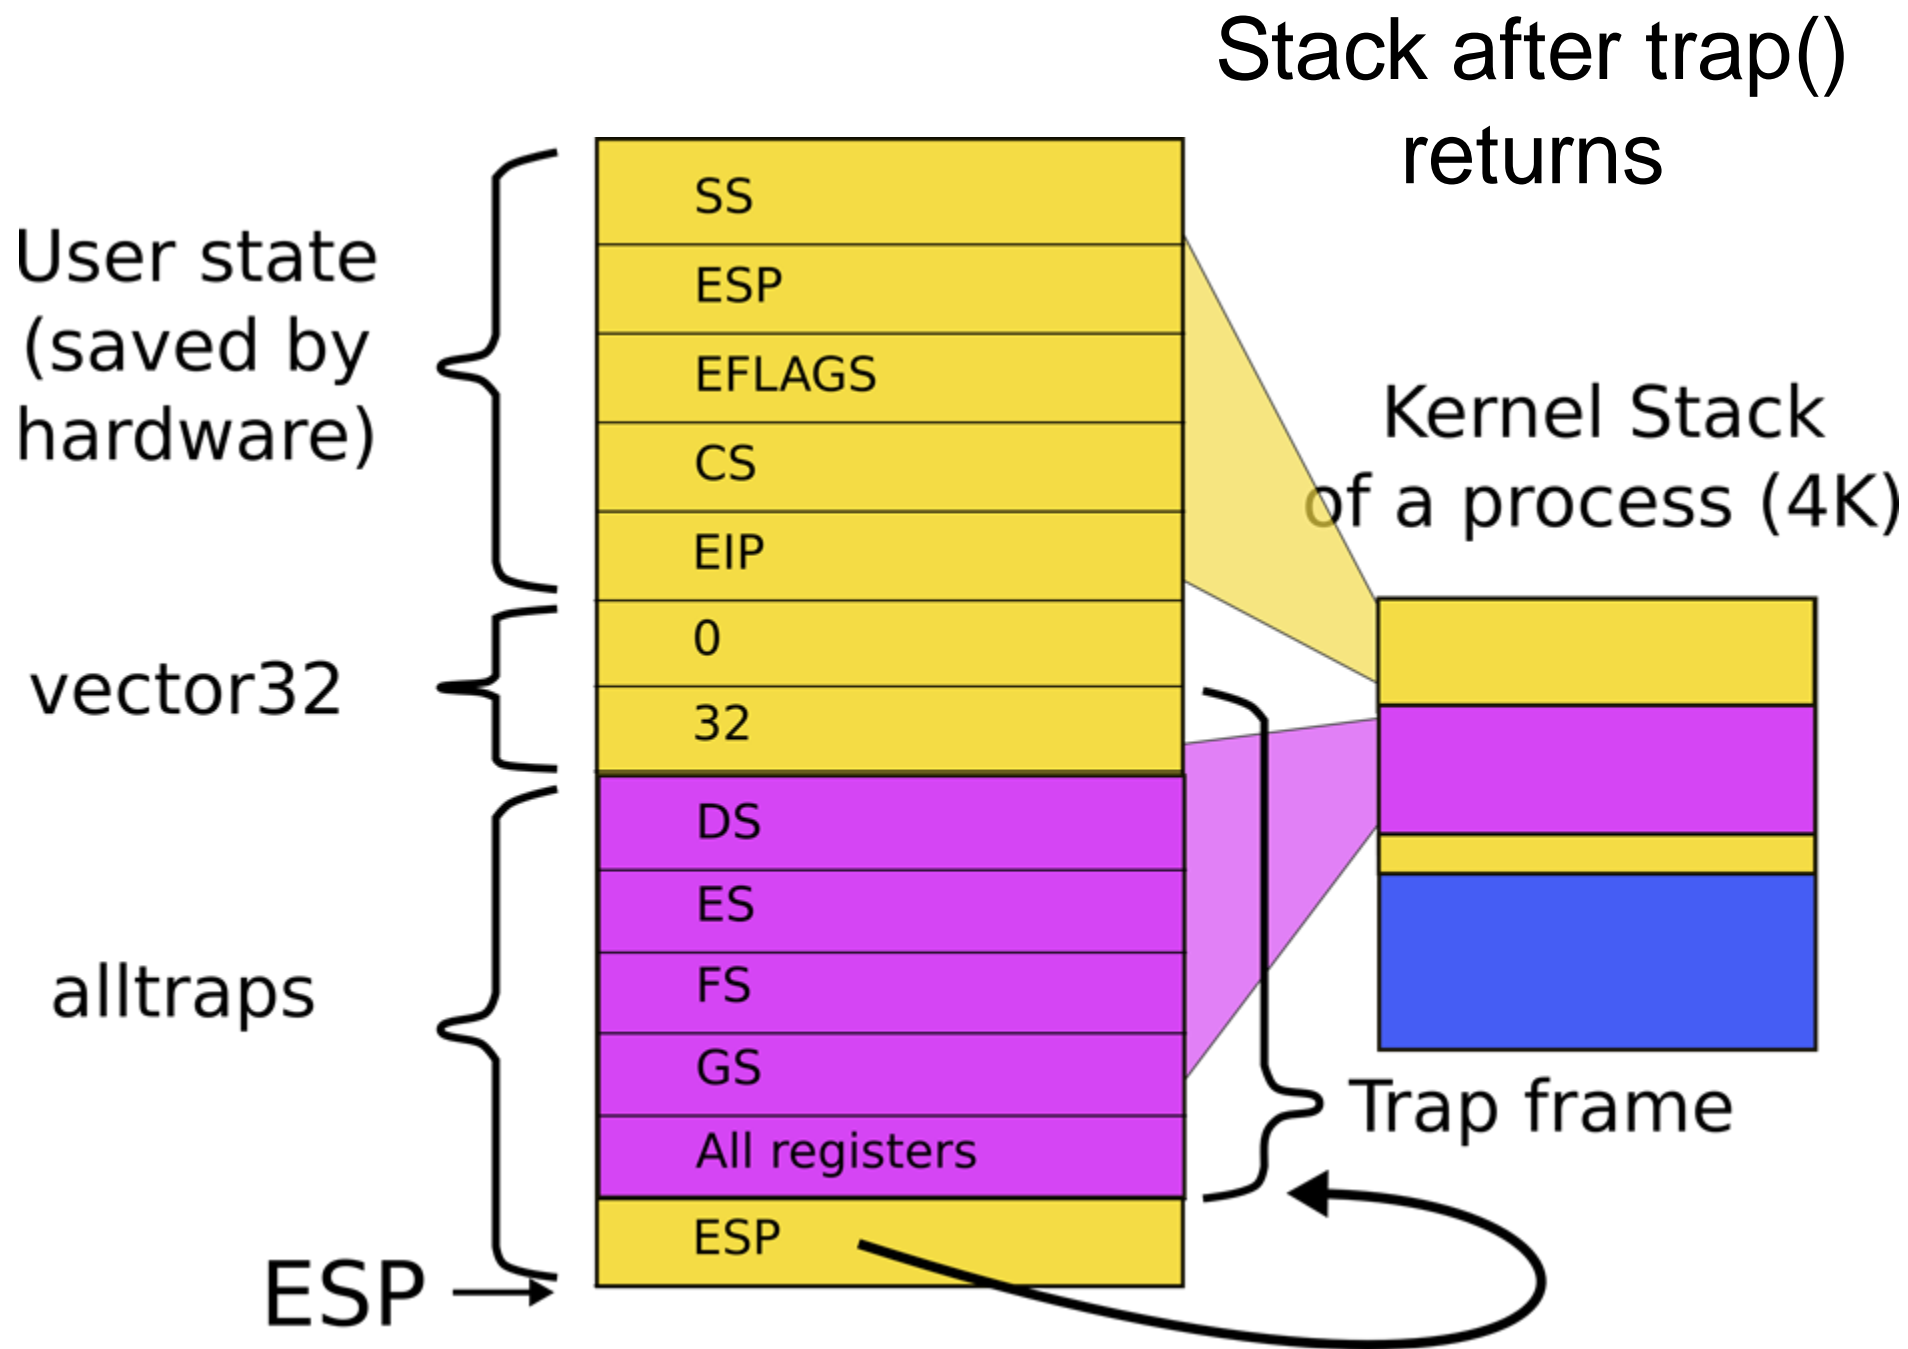 Stack after trap()
returns
User state
(saved by
hardware)
vector32
alltraps
ESP
SS
ESP
EFLAGS
CS
EIP
0
32
DS
ES
FS
GS
All registers
ESP
Kernel Stack
of a process (4K)
Trap frame